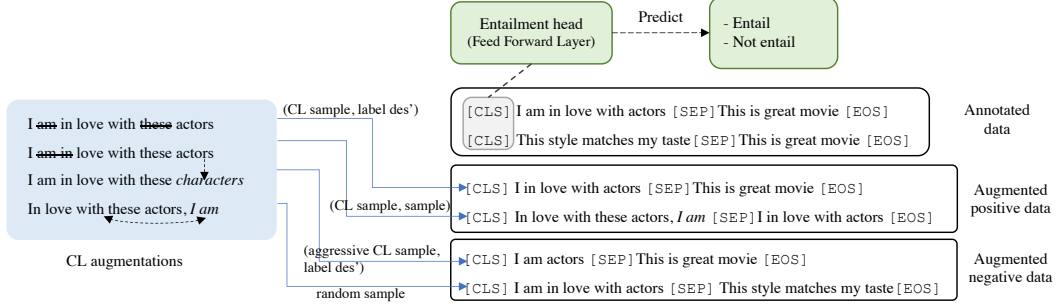 Entailment head
(Feed Forward Layer)
Predict
- Entail
- Not entail
(CL sample, label des’)
[CLS] I am in love with actors [SEP] This is great movie [EOS]
[CLS] This style matches my taste[SEP] This is great movie [EOS]
Annotated
data
I am in love with these actors
I am in love with these actors
I am in love with these characters
In love with these actors, I am
CL augmentations
[CLS] I in love with actors [SEP] This is great movie [EOS]
(CL sample, sample)
[CLS] In love with these actors, I am [SEP] I in love with actors [EOS]
Augmented
positive data
(aggressive CL sample,
label des’)
[CLS] I am actors [SEP] This is great movie [EOS]
random sample
[CLS] I am in love with actors [SEP] This style matches my taste[EOS]
Augmented
negative data